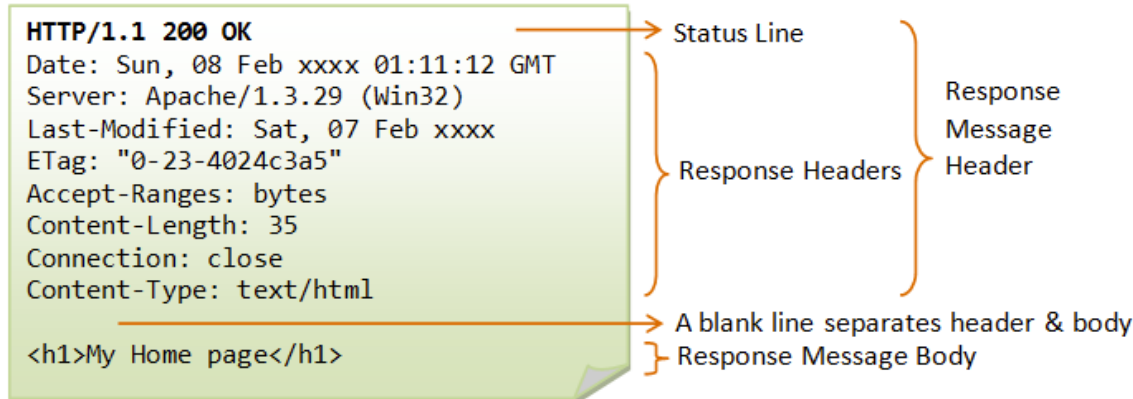 HTTP/1.1 200 OK
Date: Sun, 08 Feb xxxx 01:11:12 GMT
Server: Apache/1.3.29 (Win32)
Last-Modified: Sat, 07 Feb xxxx
ETag: "0-23-4024c3a5"
Accept-Ranges: bytes
Content-Length: 35
Connection: close
Content-Type: text/html
<h1>My Home page</h1>
Status Line
Response Headers
A blank line separates header & body
Response Message Body
Response
Message
Header